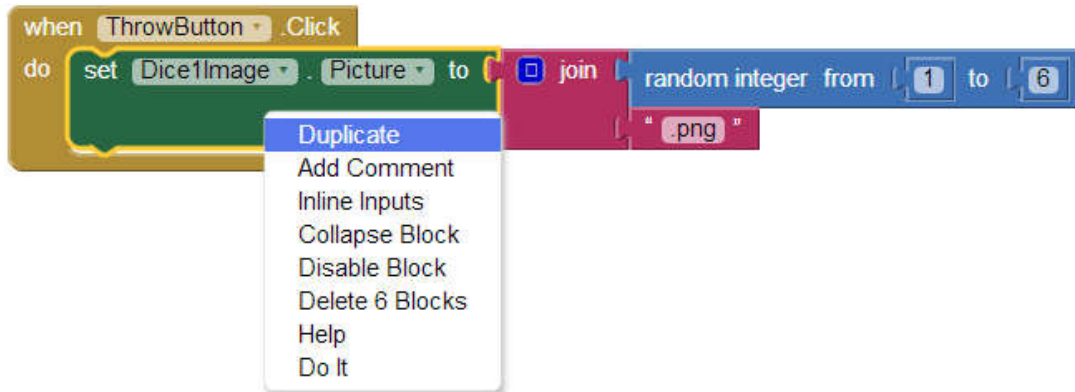 when ThrowButton .Click
do set Dice1Image . Picture to join random integer from 1 to 6
" .png "
Duplicate
Add Comment
Inline Inputs
Collapse Block
Disable Block
Delete 6 Blocks
Help
Do It